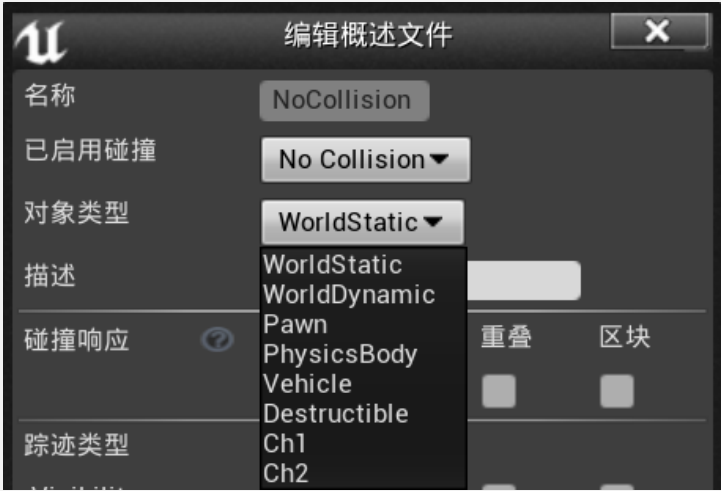 编辑概述文件
名称 NoCollision
已启用碰撞 No Collision
对象类型 WorldStatic
WorldStatic
描述
WorldDynamic
Pawn
碰撞响应 重叠 区块
PhysicsBody
Vehicle
Destructible
踪迹类型
Ch1
Ch2